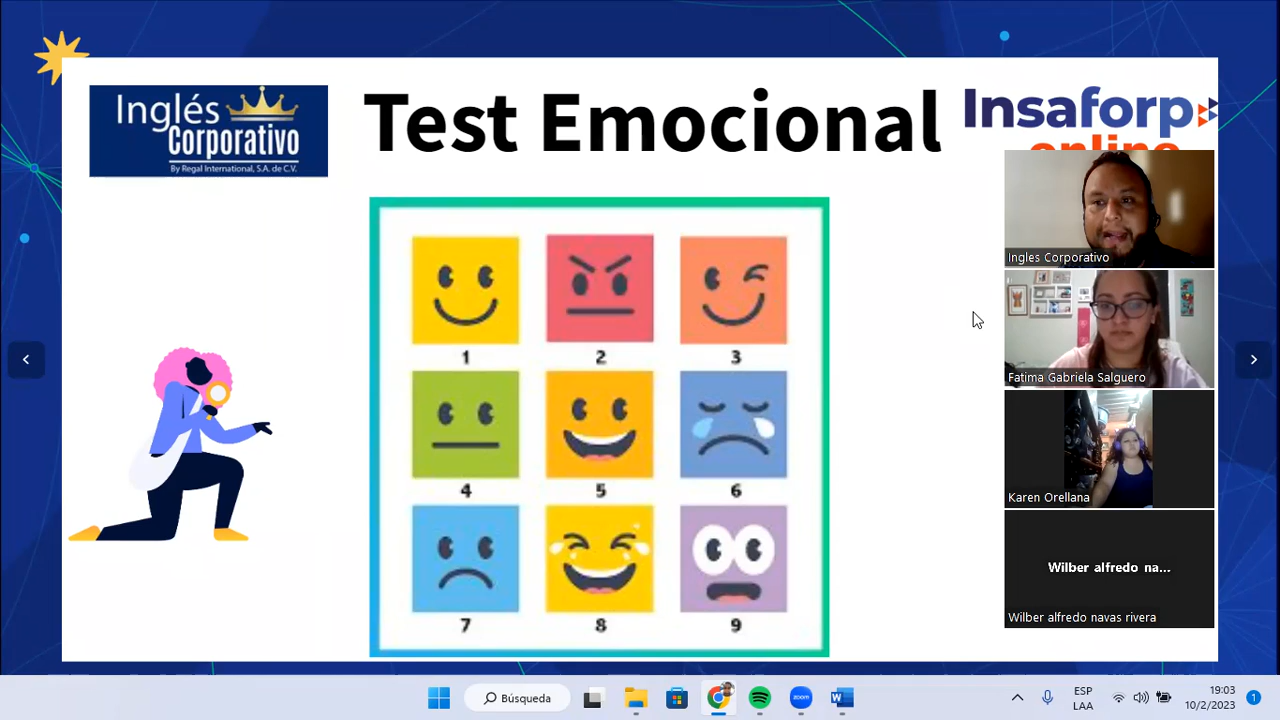 Inglés
Corporativo
By Regal International, S.A. de C.V.
Test Emocional
Insaforp
online
1
2
3
4
5
6
7
8
9
Ingles Corporativo
Fatima Gabriela Salguero
Karen Orellana
Wilber alfredo na...
Wilber alfredo navas rivera
Búsqueda
ESP
LAA
19:03
10/2/2023
1